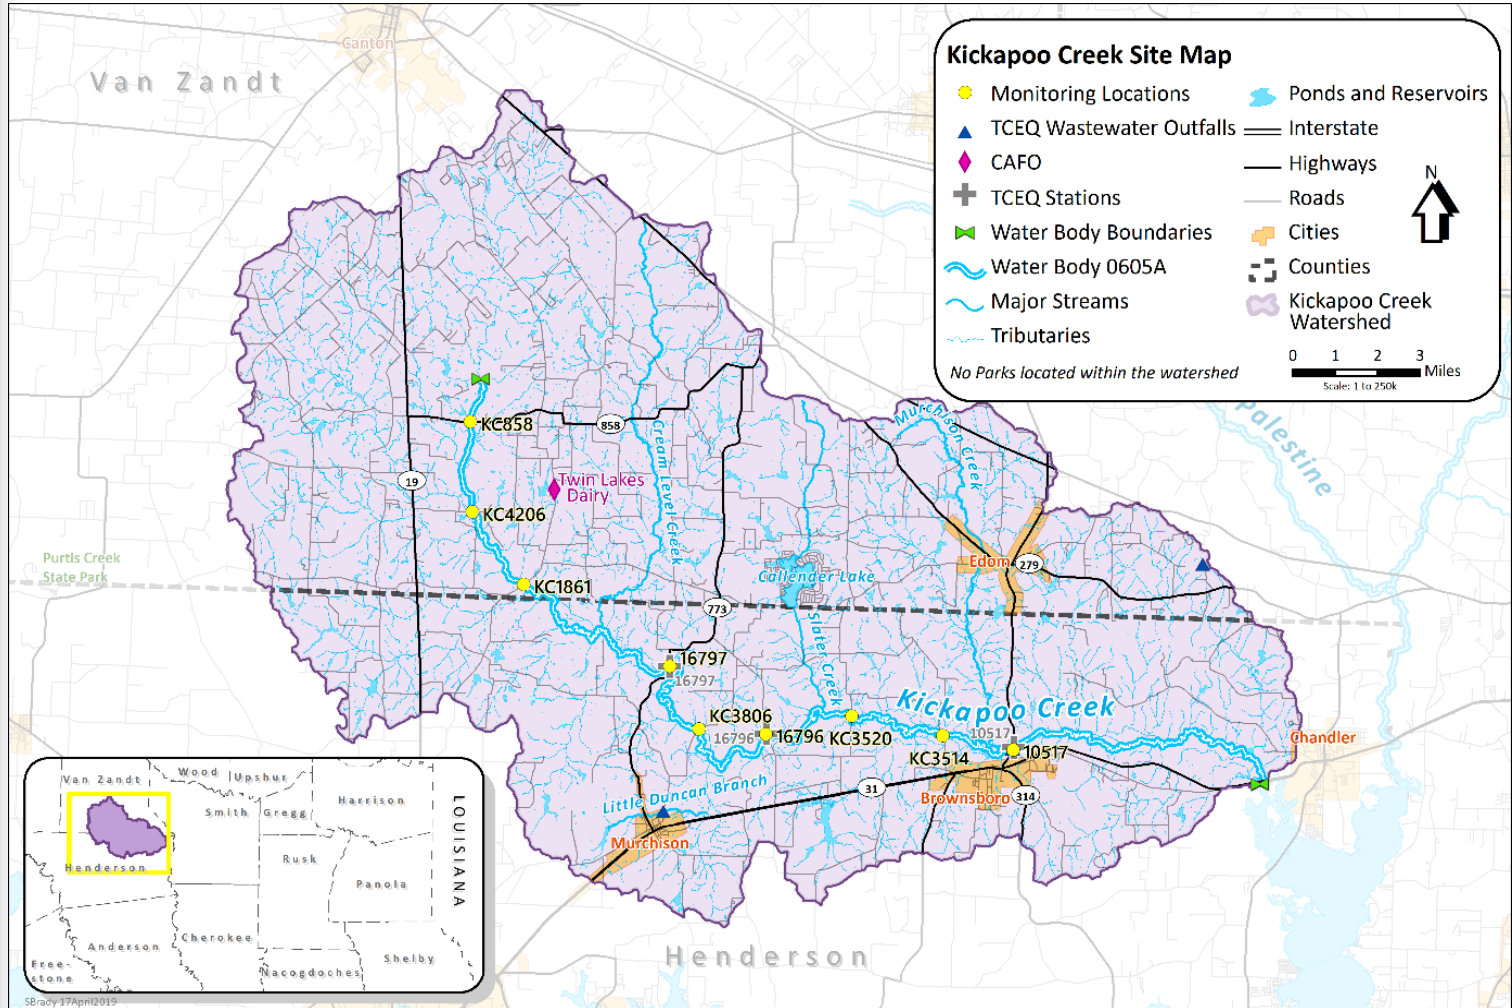 Canton
Van Zandt
Kickapoo Creek Site Map
Monitoring Locations
TCEQ Wastewater Outfalls
CAFO
TCEQ Stations
Water Body Boundaries
Water Body 0605A
Major Streams
Tributaries
No Parks located within the watershed
Ponds and Reservoirs
Interstate
Highways
Roads
Cities
Counties
Kickapoo Creek
Watershed
N
0 1 2 3
Miles
Scale: 1 to 250k
Palestine
Murchison Creek
KC858
858
Cream Level Creek
19
Twin Lakes
Dairy
KC4206
Purtis Creek
State Park
Edom
279
Callender Lake
KC1861
773
Slater Creek
16797
16797
Kickapoo Creek
KC3806
16796
16796
KC3520
KC3514
10517
10517
Chandler
Little Duncan Branch
31
Brownsboro
314
Murchison
Henderson
Van Zandt
Wood
Upshur
Smith
Gregg
Harrison
LOUISIANA
Henderson
Rusk
Panola
Anderson
Cherokee
Shelby
Free-
stone
Nacogdoches
SBrady 17April2019